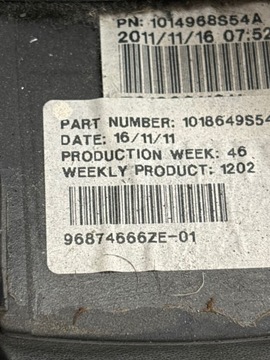 PN: 1014968S54A
2011/11/16 07:52
PART NUMBER: 1018649S54
DATE: 16/11/11
PRODUCTION WEEK: 46
WEEKLY PRODUCT: 1202
96874666ZE-01